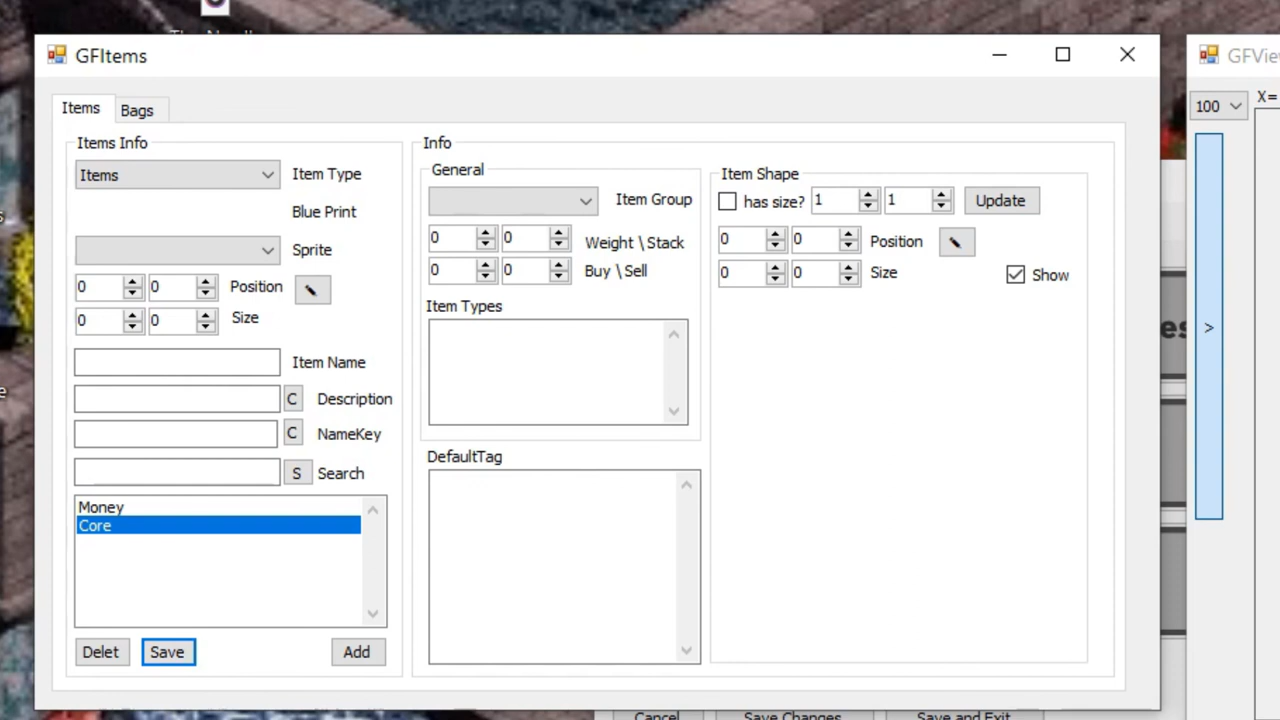 GFItems
GFVie
Items Bags
100 X=
Items Info
Items Item Type
Blue Print
Sprite
0 0 Position
0 0 Size
Item Name
C Description
C NameKey
S Search
Money
Core
Delet Save Add
Info
General
Item Group
0 0 Weight \ Stack
0 0 Buy \ Sell
Item Types
DefaultTag
Item Shape
has size? 1 1 Update
0 0 Position
0 0 Size Show
>
es
Cancel Save Changes Save and Exit